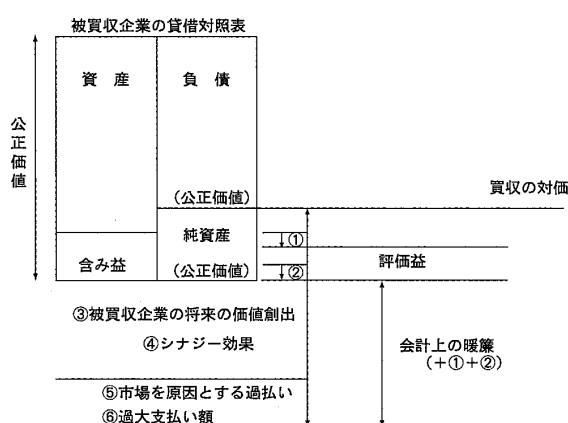 被買収企業の貸借対照表
資 産
負 債
公正価値
(公正価値)
買収の対価
純資産
①
含み益
(公正価値)
②
評価益
③被買収企業の将来の価値創出
④シナジー効果
会計上の暖簾
(+①+②)
⑤市場を原因とする過払い
⑥過大支払い額